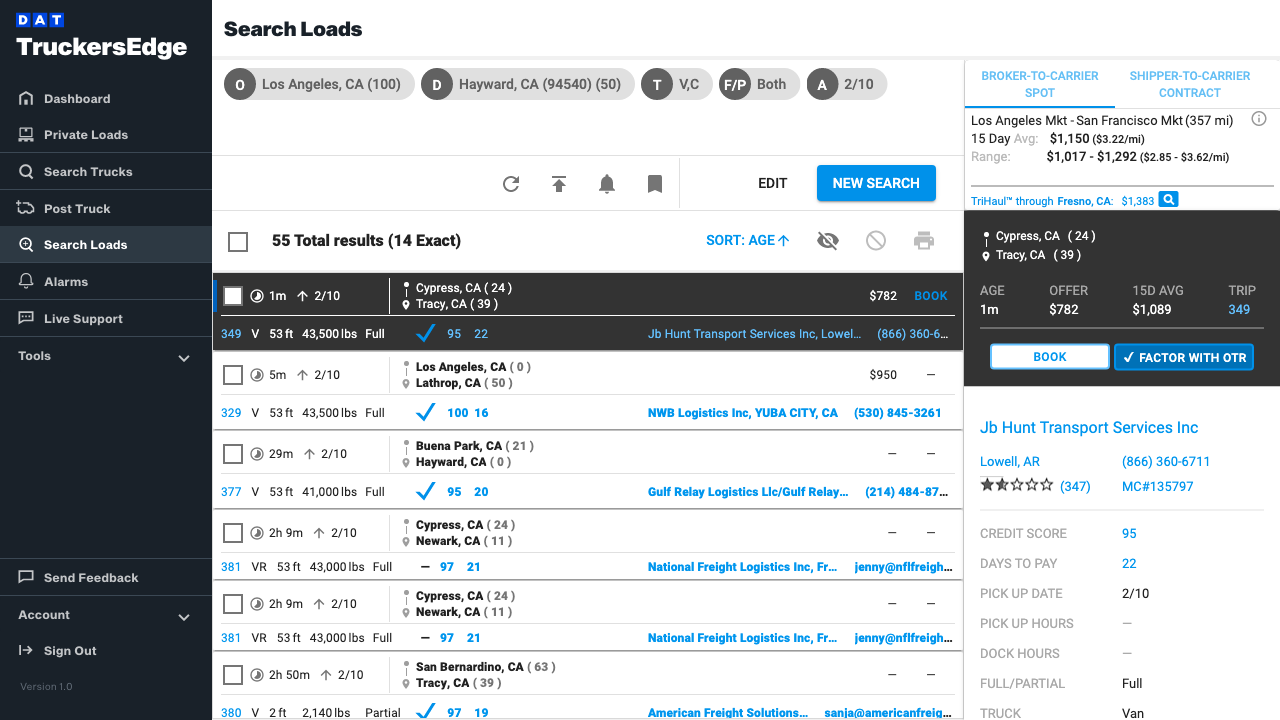 DAT
TruckersEdge
Dashboard
Private Loads
Search Trucks
Post Truck
Search Loads
Alarms
Live Support
Tools
Send Feedback
Account
Sign Out
Version 1.0
Search Loads
O Los Angeles, CA (100) D Hayward, CA (94540) (50) T V,C F/P Both A 2/10
EDIT NEW SEARCH
55 Total results (14 Exact) SORT: AGE
1m 2/10 Cypress, CA ( 24 ) $782 BOOK
Tracy, CA ( 39 )
349 V 53 ft 43,500 lbs Full 95 22 Jb Hunt Transport Services Inc, Lowel... (866) 360-6...
5m 2/10 Los Angeles, CA ( 0 ) $950 –
Lathrop, CA ( 50 )
329 V 53 ft 43,500 lbs Full 100 16 NWB Logistics Inc, YUBA CITY, CA (530) 845-3261
29m 2/10 Buena Park, CA ( 21 ) – –
Hayward, CA ( 0 )
377 V 53 ft 41,000 lbs Full 95 20 Gulf Relay Logistics Llc/Gulf Relay... (214) 484-87...
2h 9m 2/10 Cypress, CA ( 24 ) – –
Newark, CA ( 11 )
381 VR 53 ft 43,000 lbs Full – 97 21 National Freight Logistics Inc, Fr... jenny@nflfreigh...
2h 9m 2/10 Cypress, CA ( 24 ) – –
Newark, CA ( 11 )
381 VR 53 ft 43,000 lbs Full – 97 21 National Freight Logistics Inc, Fr... jenny@nflfreigh...
2h 50m 2/10 San Bernardino, CA ( 63 ) – –
Tracy, CA ( 39 )
380 V 2 ft 2,140 lbs Partial 97 19 American Freight Solutions... sanja@americanfreig...
BROKER-TO-CARRIER SPOT
SHIPPER-TO-CARRIER CONTRACT
Los Angeles Mkt - San Francisco Mkt (357 mi)
15 Day Avg: $1,150 ($3.22/mi)
Range: $1,017 - $1,292 ($2.85 - $3.62/mi)
TriHaul™ through Fresno, CA: $1,383
Cypress, CA ( 24 )
Tracy, CA ( 39 )
AGE OFFER 15D AVG TRIP
1m $782 $1,089 349
BOOK ✓ FACTOR WITH OTR
Jb Hunt Transport Services Inc
Lowell, AR (866) 360-6711
(347) MC#135797
CREDIT SCORE 95
DAYS TO PAY 22
PICK UP DATE 2/10
PICK UP HOURS –
DOCK HOURS –
FULL/PARTIAL Full
TRUCK Van